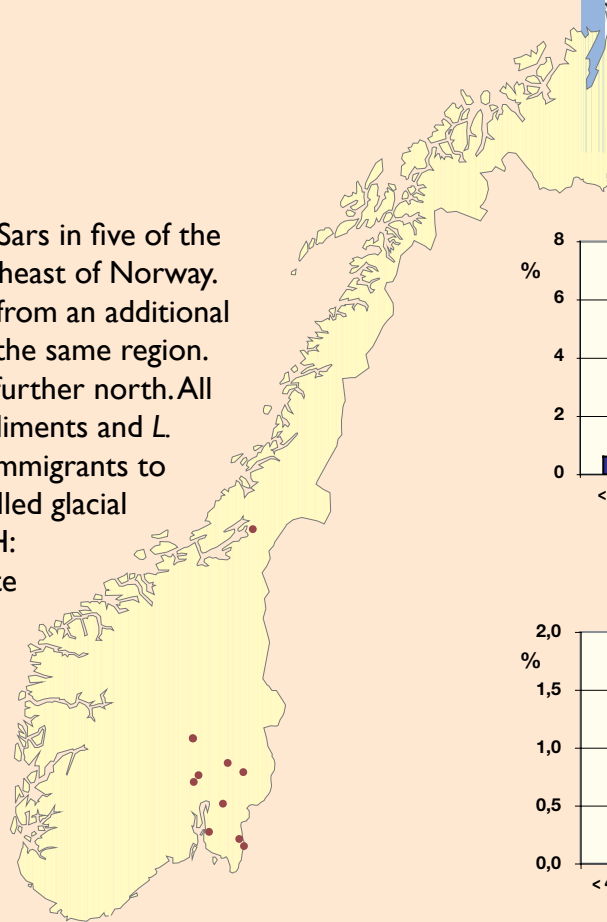 Sars in five of the
heast of Norway.
from an additional
the same region.
further north. All
liments and L.
mmigrants to
lled glacial
H:
te
8
%
6
4
2
0
<
2,0
%
1,5
1,0
0,5
0,0
< 4